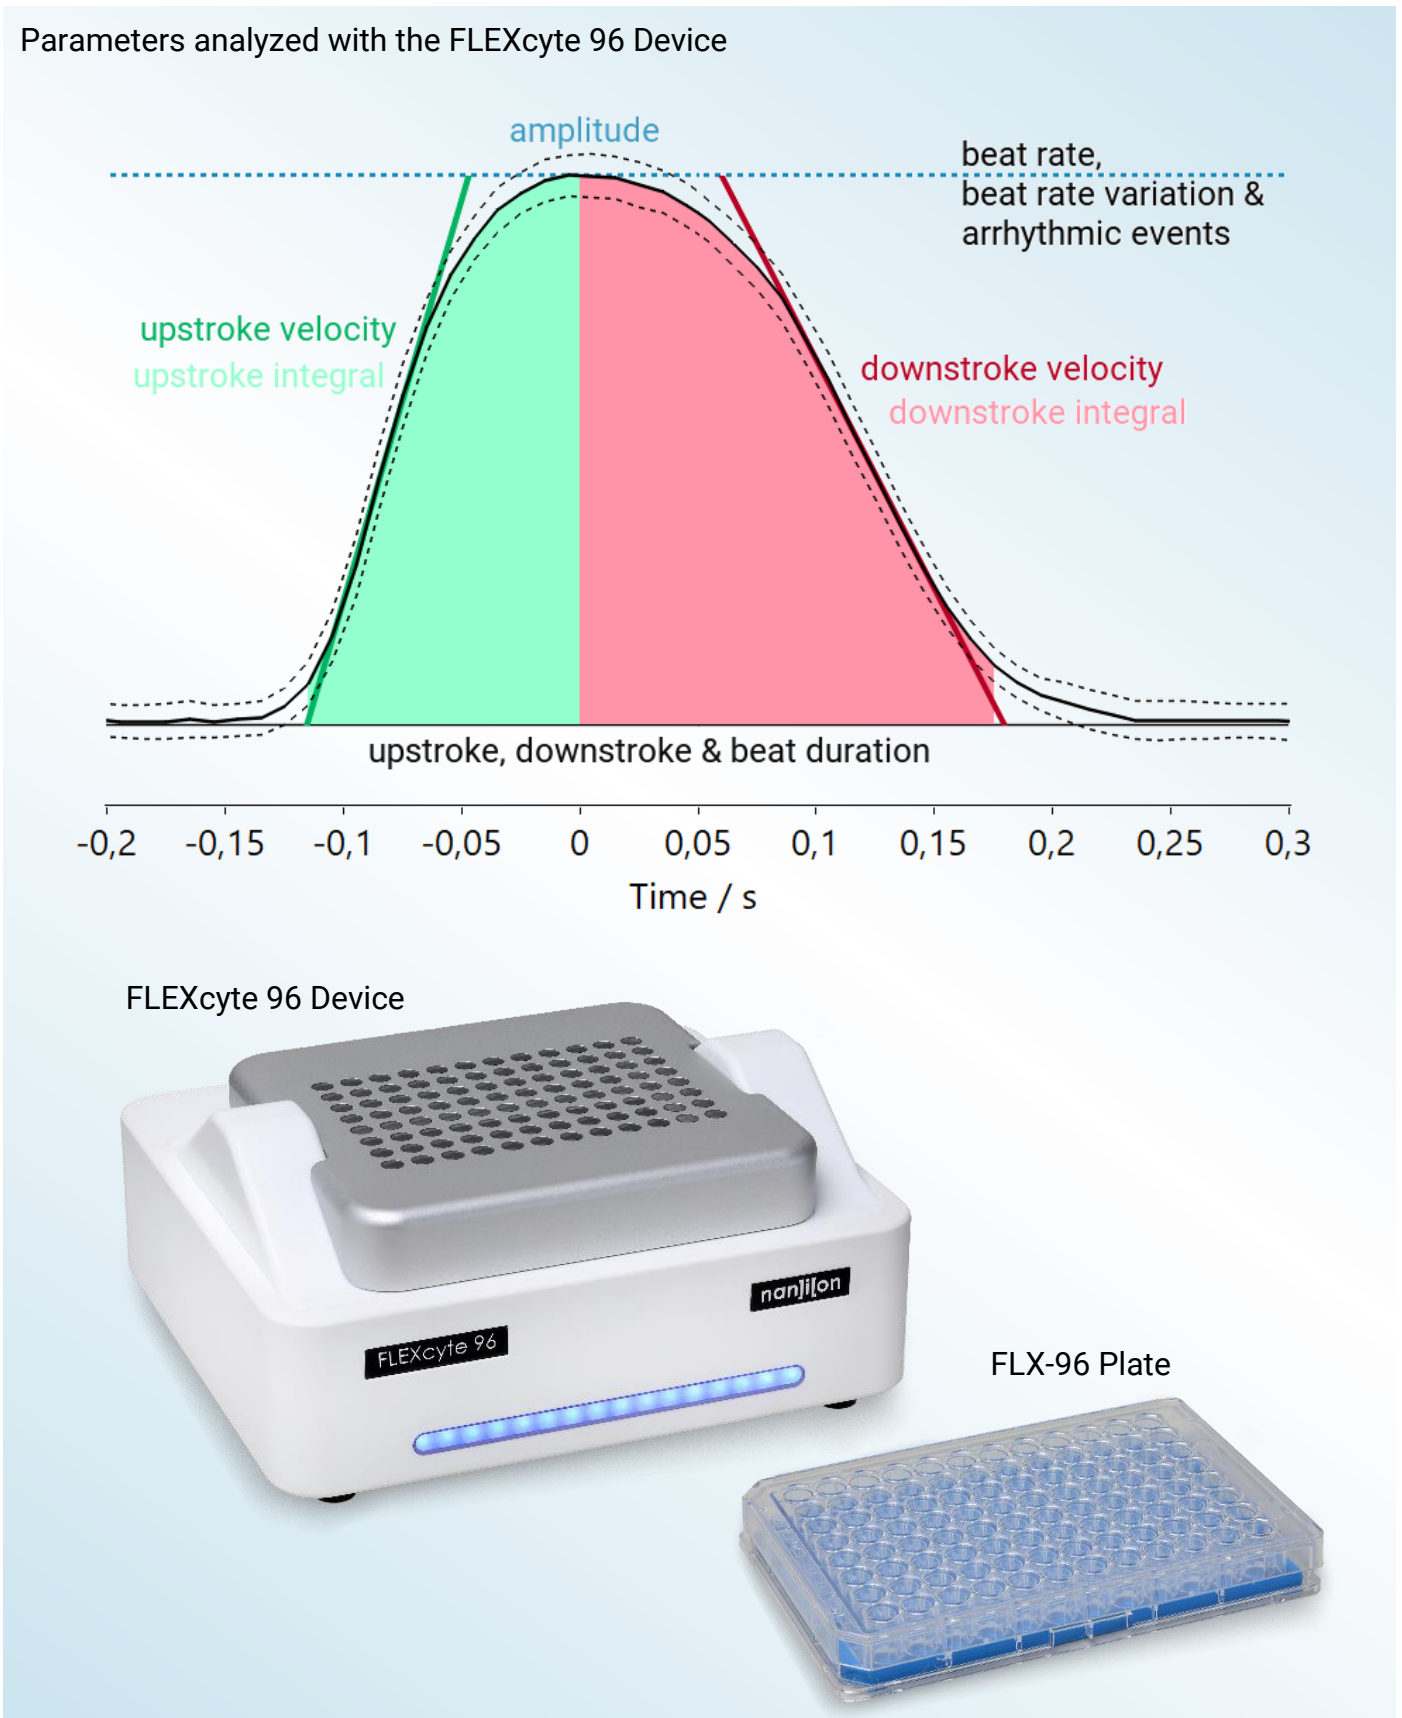 Parameters analyzed with the FLEXcyte 96 Device
amplitude
beat rate,
beat rate variation &
arrhythmic events
upstroke velocity
upstroke integral
downstroke velocity
downstroke integral
upstroke, downstroke & beat duration
-0,2 -0,15 -0,1 -0,05 0 0,05 0,1 0,15 0,2 0,25 0,3
Time / s
FLEXcyte 96 Device
nan]i[on
FLEXcyte 96
FLX-96 Plate